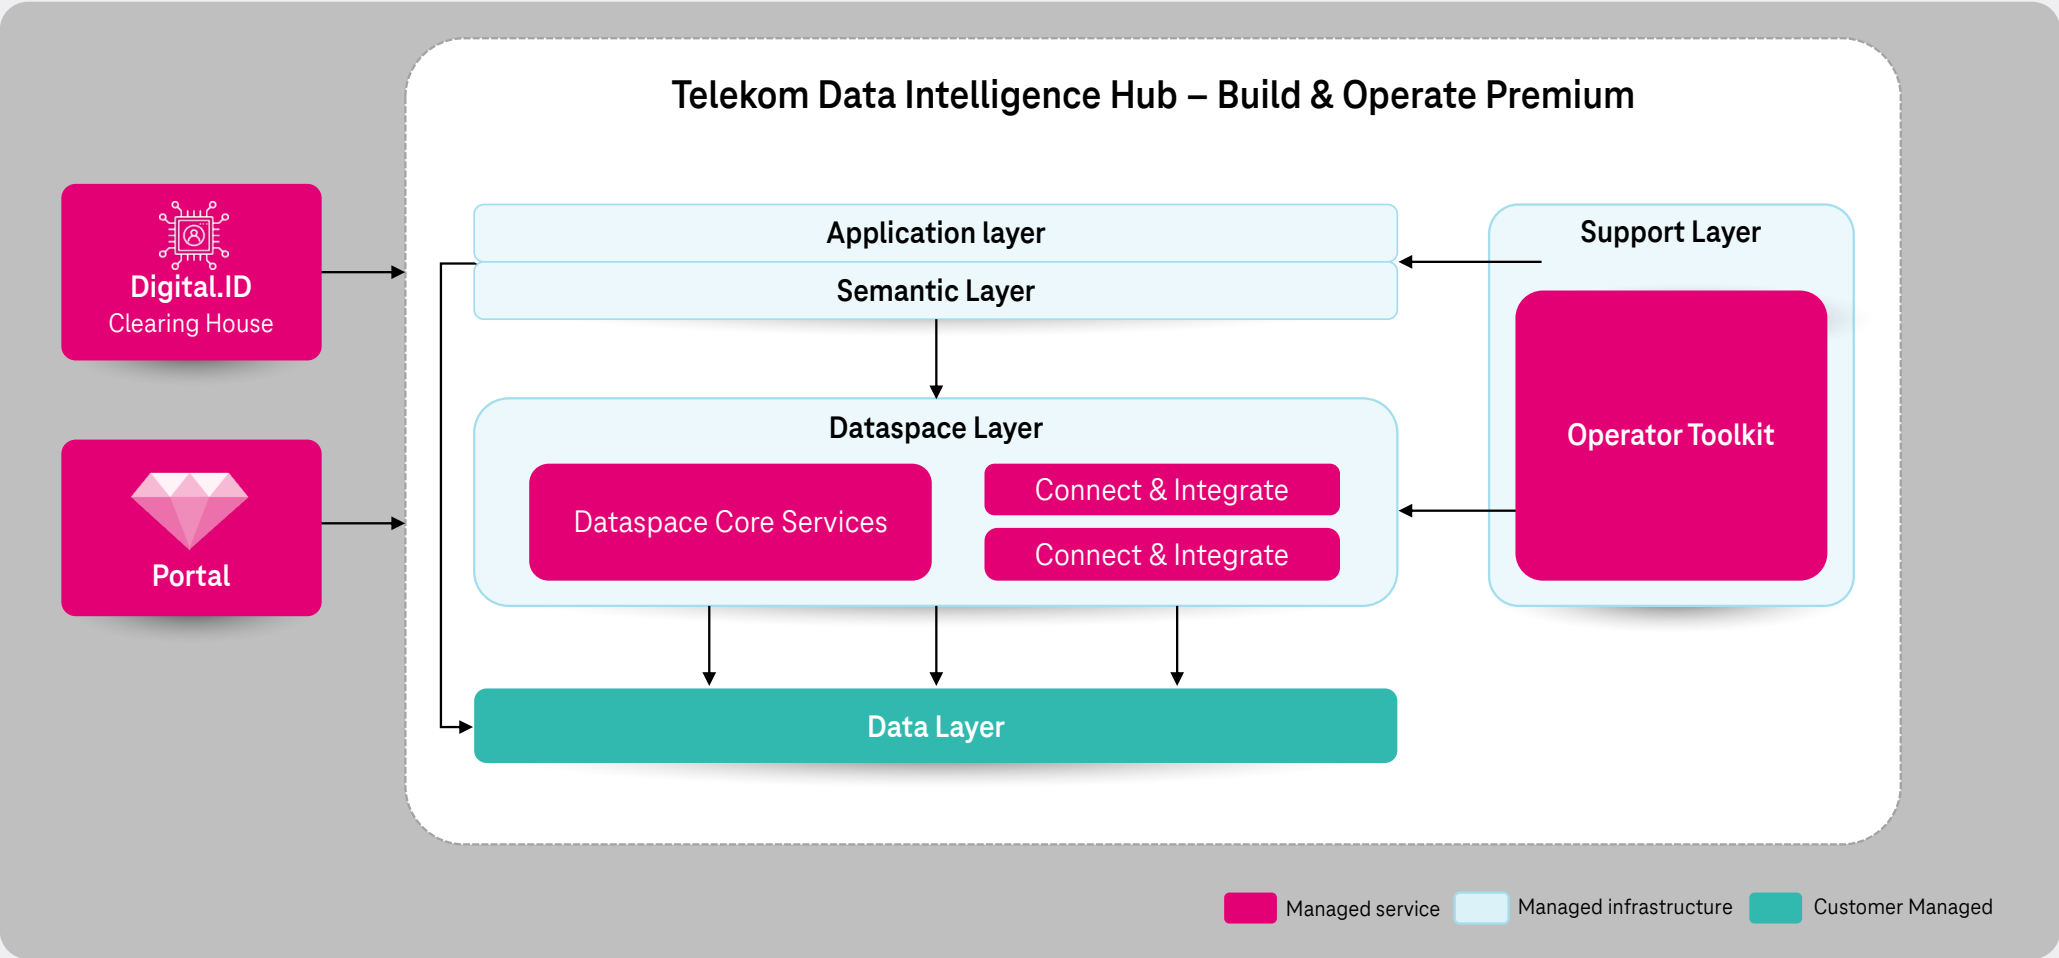 Telekom Data Intelligence Hub – Build & Operate Premium
Digital.ID
Clearing House
Portal
Application layer
Semantic Layer
Support Layer
Operator Toolkit
Dataspace Layer
Dataspace Core Services
Connect & Integrate
Connect & Integrate
Data Layer
Managed service
Managed infrastructure
Customer Managed